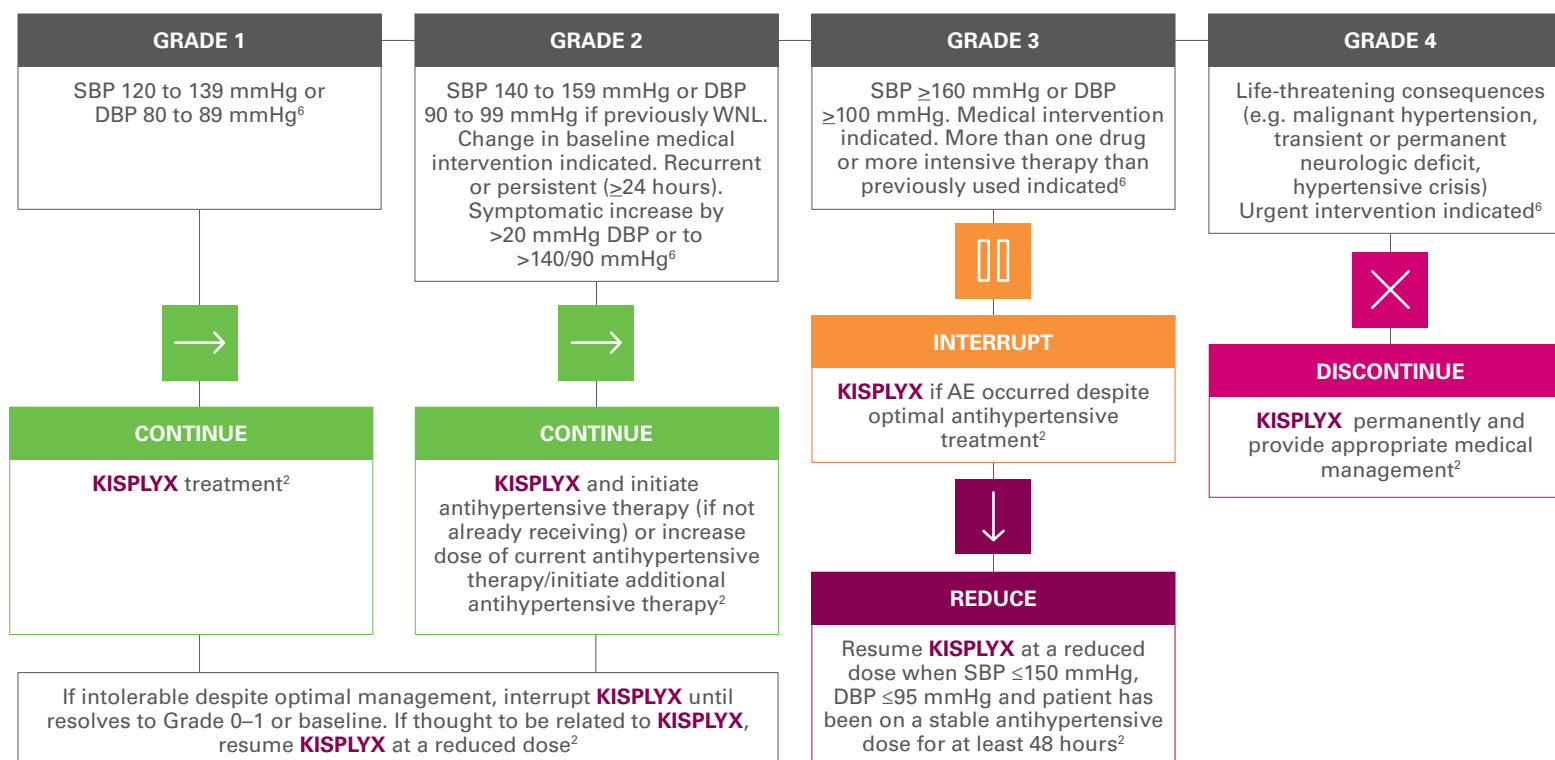 GRADE 1
SBP 120 to 139 mmHg or
DBP 80 to 89 mmHg⁶
CONTINUE
KISPLYX treatment²
GRADE 2
SBP 140 to 159 mmHg or DBP
90 to 99 mmHg if previously WNL.
Change in baseline medical
intervention indicated. Recurrent
or persistent (≥24 hours).
Symptomatic increase by
>20 mmHg DBP or to
>140/90 mmHg⁶
CONTINUE
KISPLYX and initiate
antihypertensive therapy (if not
already receiving) or increase
dose of current antihypertensive
therapy/initiate additional
antihypertensive therapy²
If intolerable despite optimal management, interrupt KISPLYX until
resolves to Grade 0–1 or baseline. If thought to be related to KISPLYX,
resume KISPLYX at a reduced dose²
GRADE 3
SBP ≥160 mmHg or DBP
≥100 mmHg. Medical intervention
indicated. More than one drug
or more intensive therapy than
previously used indicated⁶
INTERRUPT
KISPLYX if AE occurred despite
optimal antihypertensive
treatment²
REDUCE
Resume KISPLYX at a reduced
dose when SBP ≤150 mmHg,
DBP ≤95 mmHg and patient has
been on a stable antihypertensive
dose for at least 48 hours²
GRADE 4
Life-threatening consequences
(e.g. malignant hypertension,
transient or permanent
neurologic deficit,
hypertensive crisis)
Urgent intervention indicated⁶
DISCONTINUE
KISPLYX permanently and
provide appropriate medical
management²